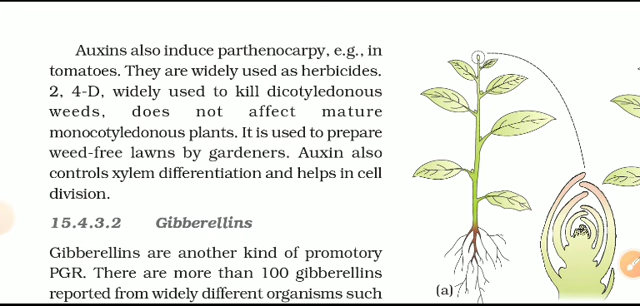 Auxins also induce parthenocarpy, e.g., in
tomatoes. They are widely used as herbicides.
2, 4-D, widely used to kill dicotyledonous
weeds, does not affect mature
monocotyledonous plants. It is used to prepare
weed-free lawns by gardeners. Auxin also
controls xylem differentiation and helps in cell
division.
15.4.3.2 Gibberellins
Gibberellins are another kind of promotory
PGR. There are more than 100 gibberellins
reported from widely different organisms such
(a)